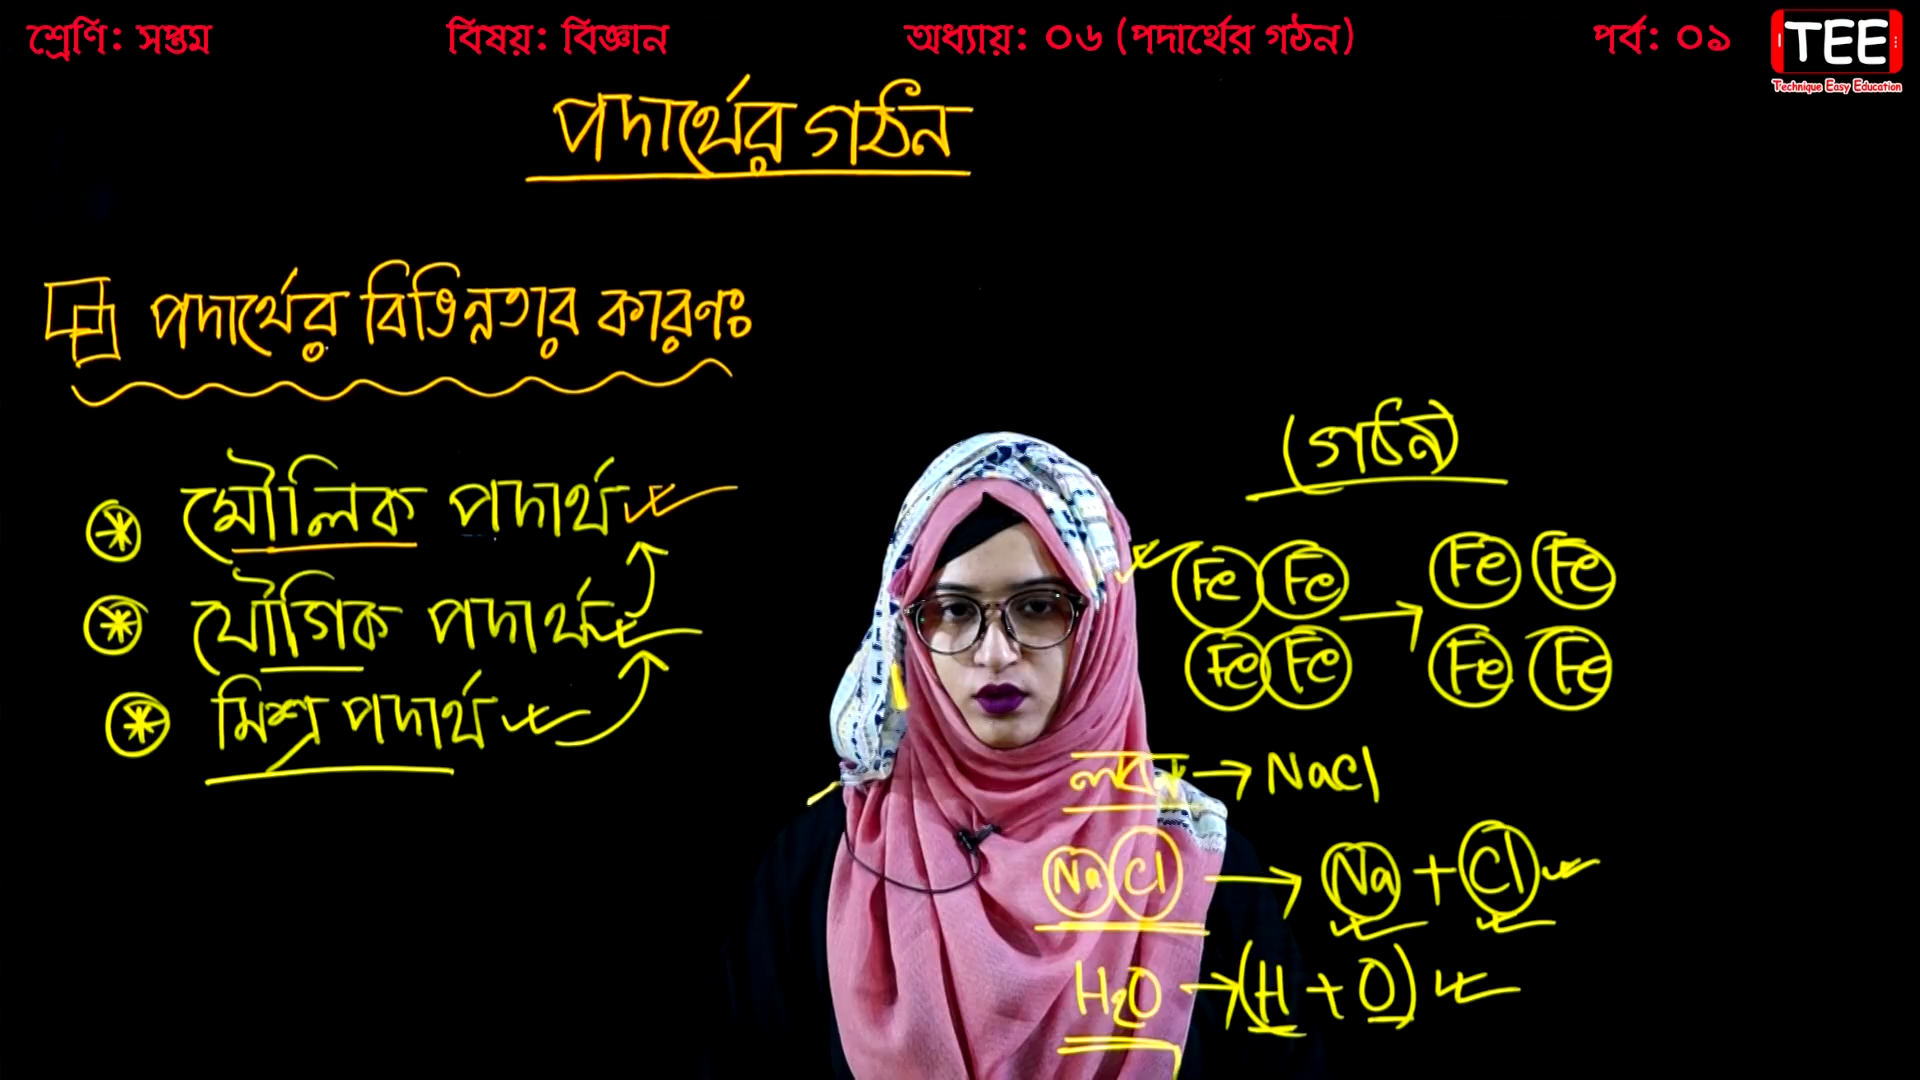 শ্রেণি: সপ্তম
বিষয়: বিজ্ঞান
অধ্যায়: ০৬ (পদার্থের গঠন)
পর্ব: ০১
TEE
Technique Easy Education
পদার্থের গঠন
পদার্থের বিভিন্নতার কারণঃ
* মৌলিক পদার্থ
* যৌগিক পদার্থ
* মিশ্র পদার্থ
(গঠন)
Fe Fe → Fe Fe
Fe Fe Fe Fe
লবন → NaCl
Na Cl → Na + Cl
H₂O → (H + O)